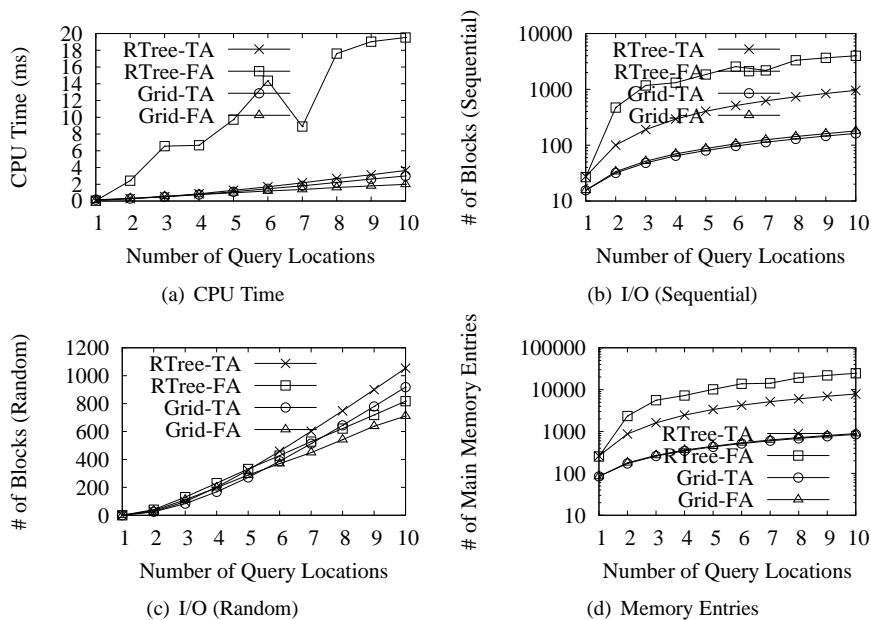 CPU Time (ms)
20
18
16
14
12
10
8
6
4
2
0
RTree-TA
RTree-FA
Grid-TA
Grid-FA
1 2 3 4 5 6 7 8 9 10
Number of Query Locations
(a) CPU Time
# of Blocks (Sequential)
10000
1000
100
10
RTree-TA
RTree-FA
Grid-TA
Grid-FA
1 2 3 4 5 6 7 8 9 10
Number of Query Locations
(b) I/O (Sequential)
# of Blocks (Random)
1200
1000
800
600
400
200
0
RTree-TA
RTree-FA
Grid-TA
Grid-FA
1 2 3 4 5 6 7 8 9 10
Number of Query Locations
(c) I/O (Random)
# of Main Memory Entries
100000
10000
1000
100
10
RTree-TA
RTree-FA
Grid-TA
Grid-FA
1 2 3 4 5 6 7 8 9 10
Number of Query Locations
(d) Memory Entries